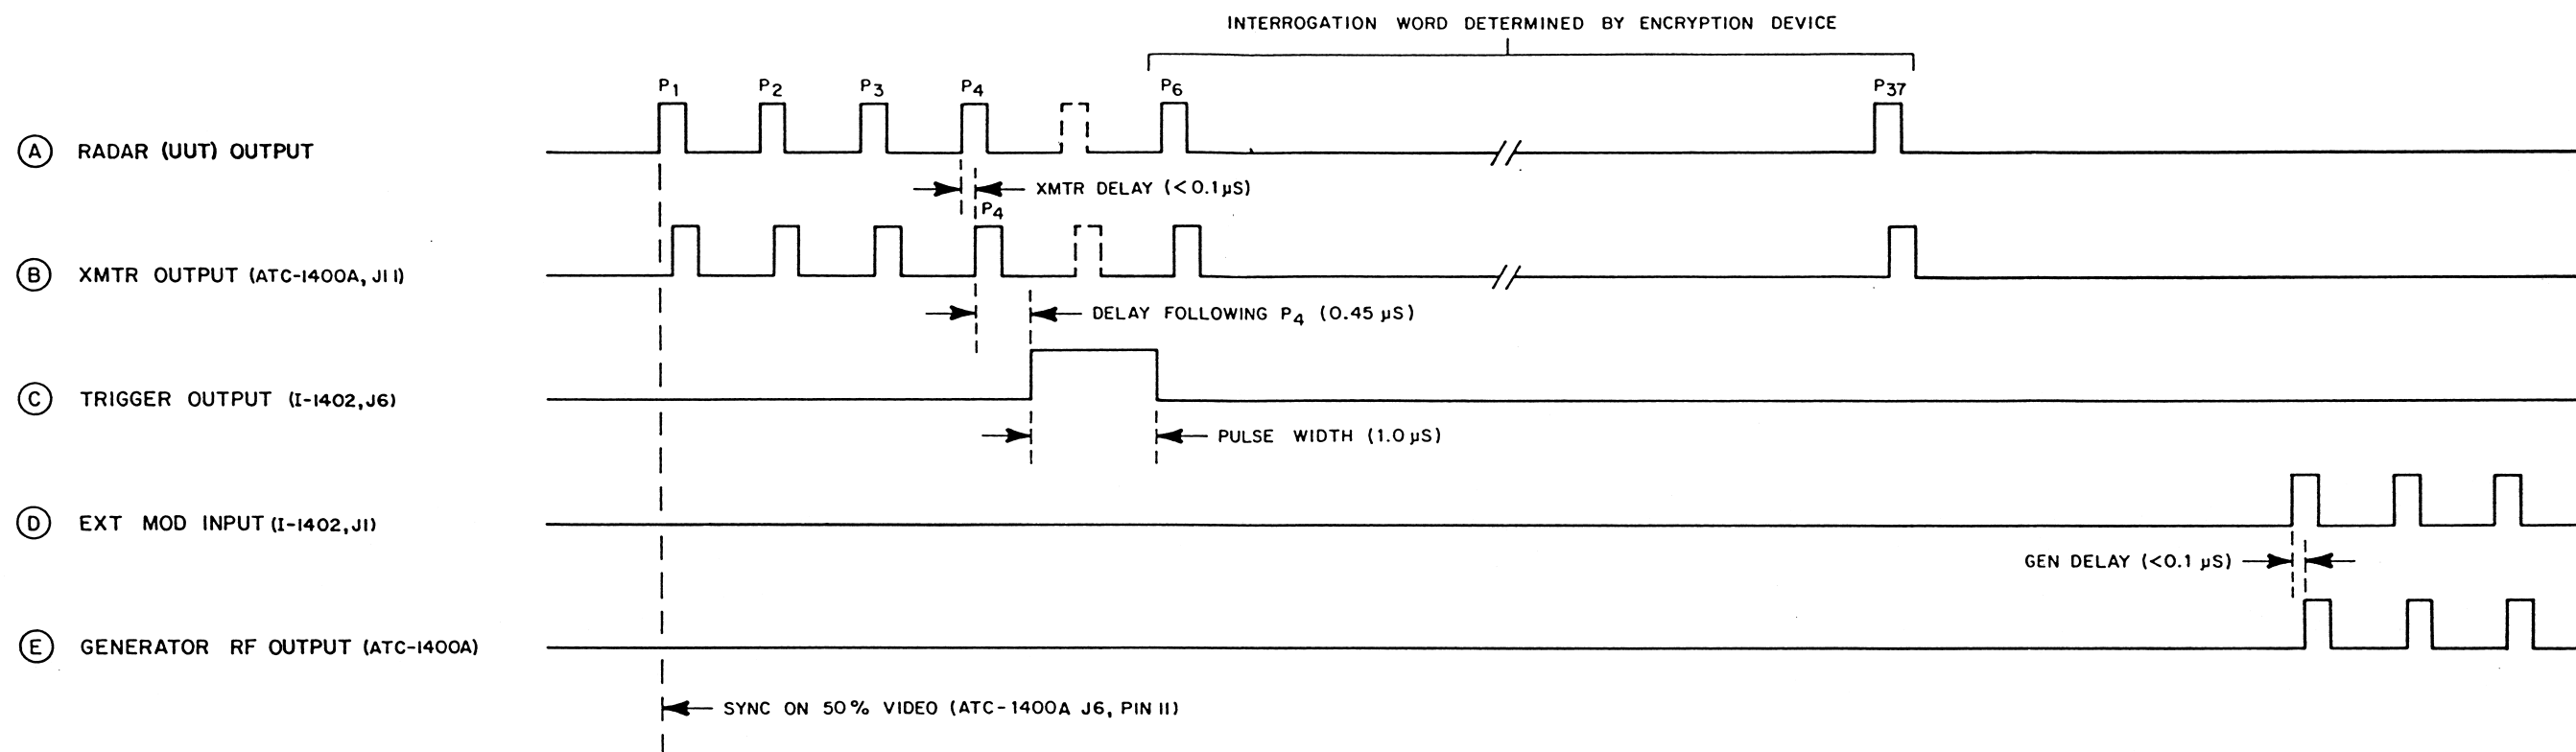 INTERROGATION WORD DETERMINED BY ENCRYPTION DEVICE
P1 P2 P3 P4 P6 P37
A RADAR (UUT) OUTPUT
XMTR DELAY (<0.1µS)
P4
B XMTR OUTPUT (ATC-1400A, J11)
DELAY FOLLOWING P4 (0.45 µS)
C TRIGGER OUTPUT (I-1402, J6)
PULSE WIDTH (1.0 µS)
D EXT MOD INPUT (I-1402, J1)
GEN DELAY (<0.1 µS)
E GENERATOR RF OUTPUT (ATC-1400A)
SYNC ON 50% VIDEO (ATC-1400A J6, PIN 11)